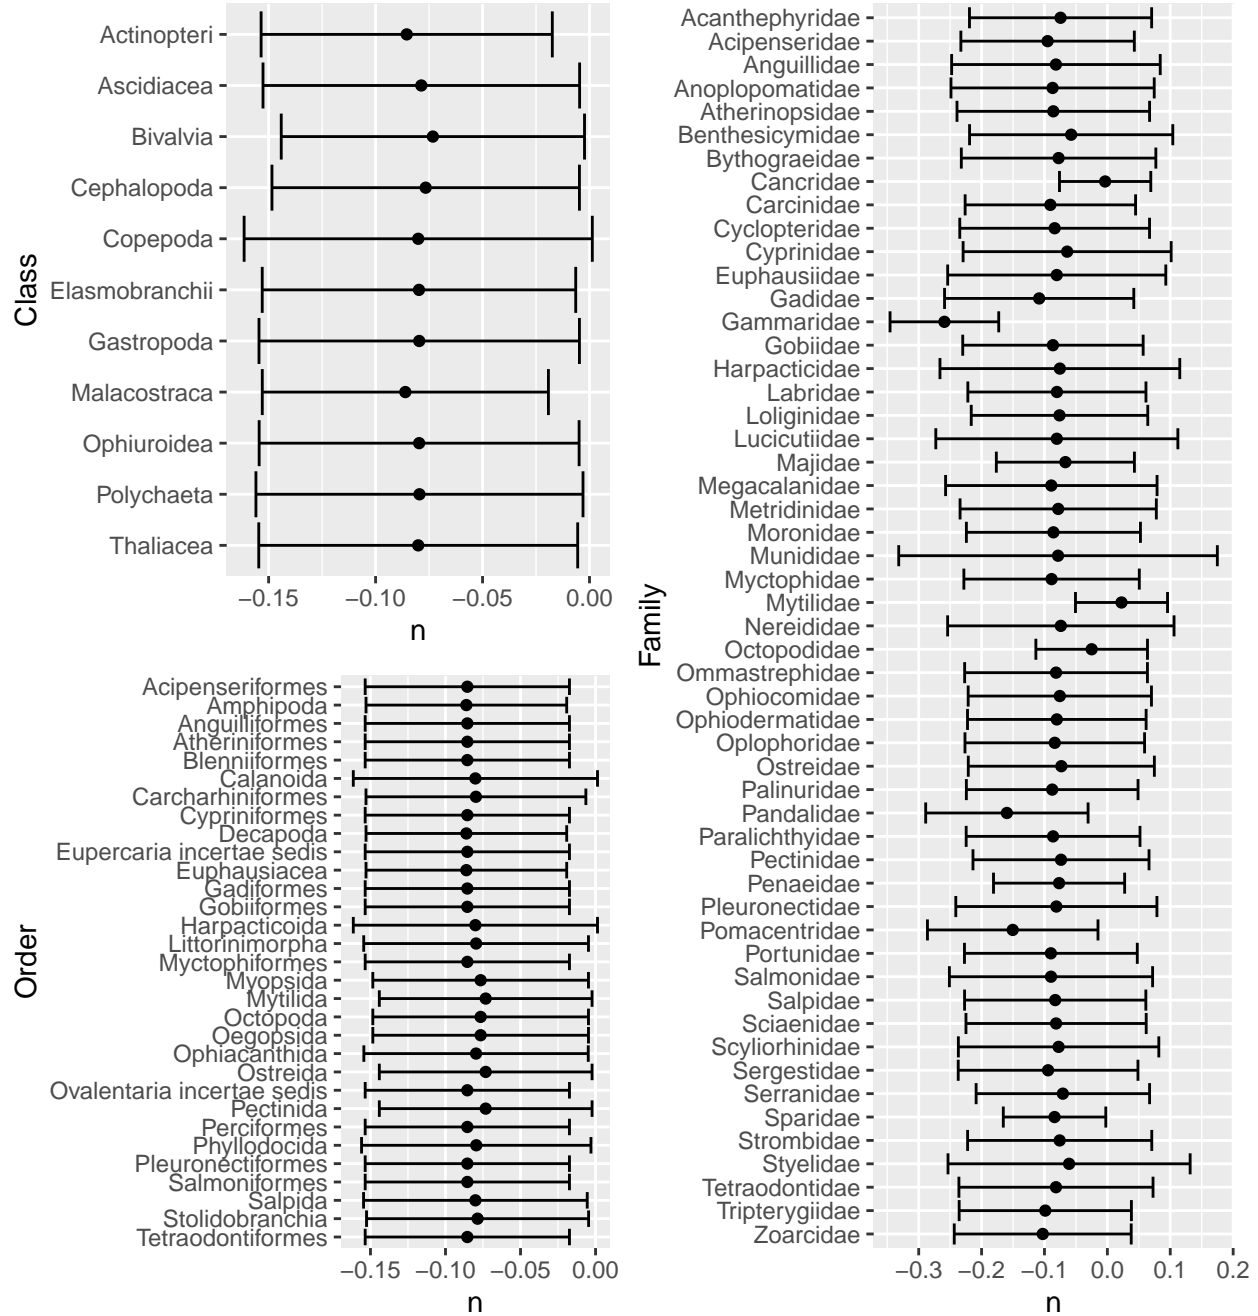 Class
Actinopteri
Ascidiacea
Bivalvia
Cephalopoda
Copepoda
Elasmobranchii
Gastropoda
Malacostraca
Ophiuroidea
Polychaeta
Thaliacea
−0.15 −0.10 −0.05 0.00
n
Order
Acipenseriformes
Amphipoda
Anguilliformes
Atheriniformes
Blenniiformes
Calanoida
Carcharhiniformes
Cypriniformes
Decapoda
Eupercaria incertae sedis
Euphausiacea
Gadiformes
Gobiiformes
Harpacticoida
Littorinimorpha
Myctophiformes
Myopsida
Mytilida
Octopoda
Oegopsida
Ophiacanthida
Ostreida
Ovalentaria incertae sedis
Pectinida
Perciformes
Phyllodocida
Pleuronectiformes
Salmoniformes
Salpida
Stolidobranchia
Tetraodontiformes
−0.15 −0.10 −0.05 0.00
n
Family
Acanthephyridae
Acipenseridae
Anguillidae
Anoplopomatidae
Atherinopsidae
Benthesicymidae
Bythograeidae
Cancridae
Carcinidae
Cyclopteridae
Cyprinidae
Euphausiidae
Gadidae
Gammaridae
Gobiidae
Harpacticidae
Labridae
Loliginidae
Lucicutiidae
Majidae
Megacalanidae
Metridinidae
Moronidae
Munididae
Myctophidae
Mytilidae
Nereididae
Octopodidae
Ommastrephidae
Ophiocomidae
Ophiodermatidae
Oplophoridae
Ostreidae
Palinuridae
Pandalidae
Paralichthyidae
Pectinidae
Penaeidae
Pleuronectidae
Pomacentridae
Portunidae
Salmonidae
Salpidae
Sciaenidae
Scyliorhinidae
Sergestidae
Serranidae
Sparidae
Strombidae
Styelidae
Tetraodontidae
Tripterygiidae
Zoarcidae
−0.3 −0.2 −0.1 0.0 0.1 0.2
n